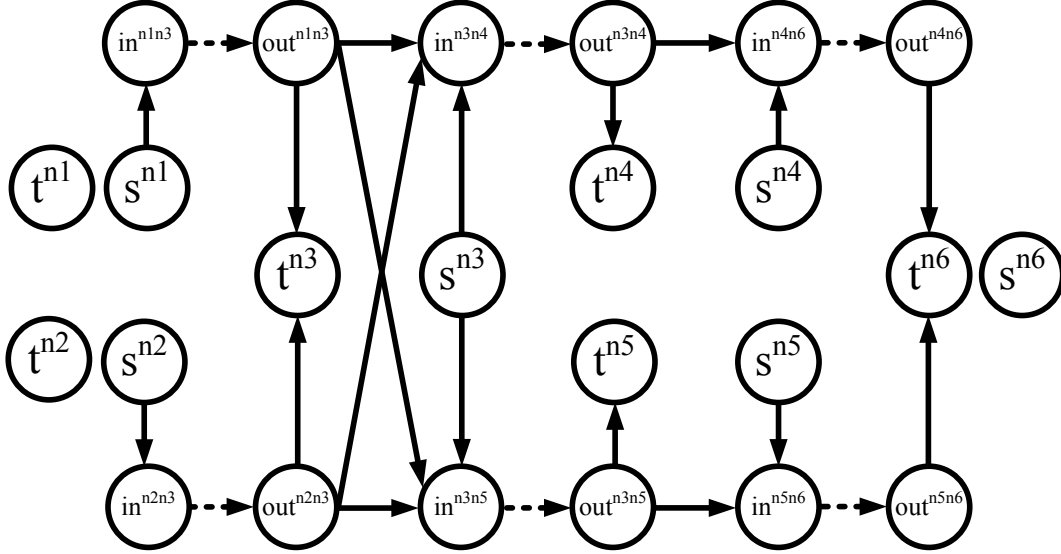 in^n1n3 out^n1n3 in^n3n4 out^n3n4 in^n4n6 out^n4n6
t^n1 s^n1 t^n4 s^n4
t^n3 s^n3 t^n6 s^n6
t^n2 s^n2 t^n5 s^n5
in^n2n3 out^n2n3 in^n3n5 out^n3n5 in^n5n6 out^n5n6